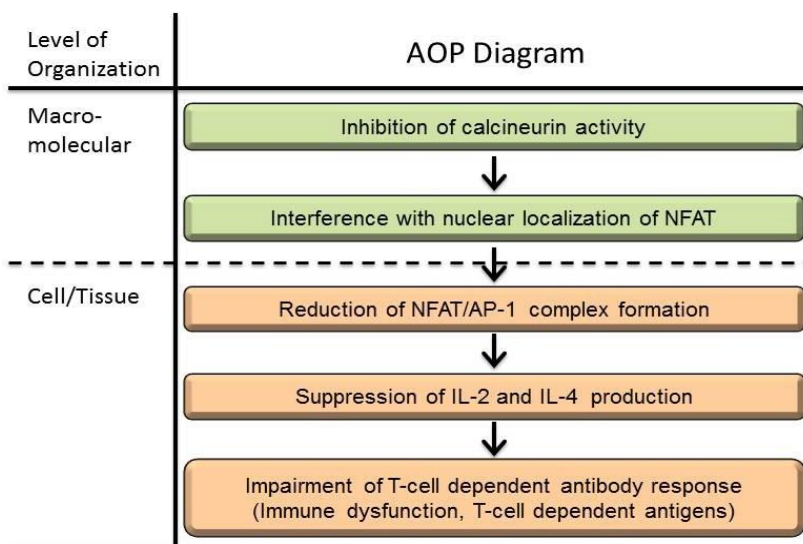 Level of
Organization
AOP Diagram
Macro-
molecular
Inhibition of calcineurin activity
Interference with nuclear localization of NFAT
Cell/Tissue
Reduction of NFAT/AP-1 complex formation
Suppression of IL-2 and IL-4 production
Impairment of T-cell dependent antibody response
(Immune dysfunction, T-cell dependent antigens)